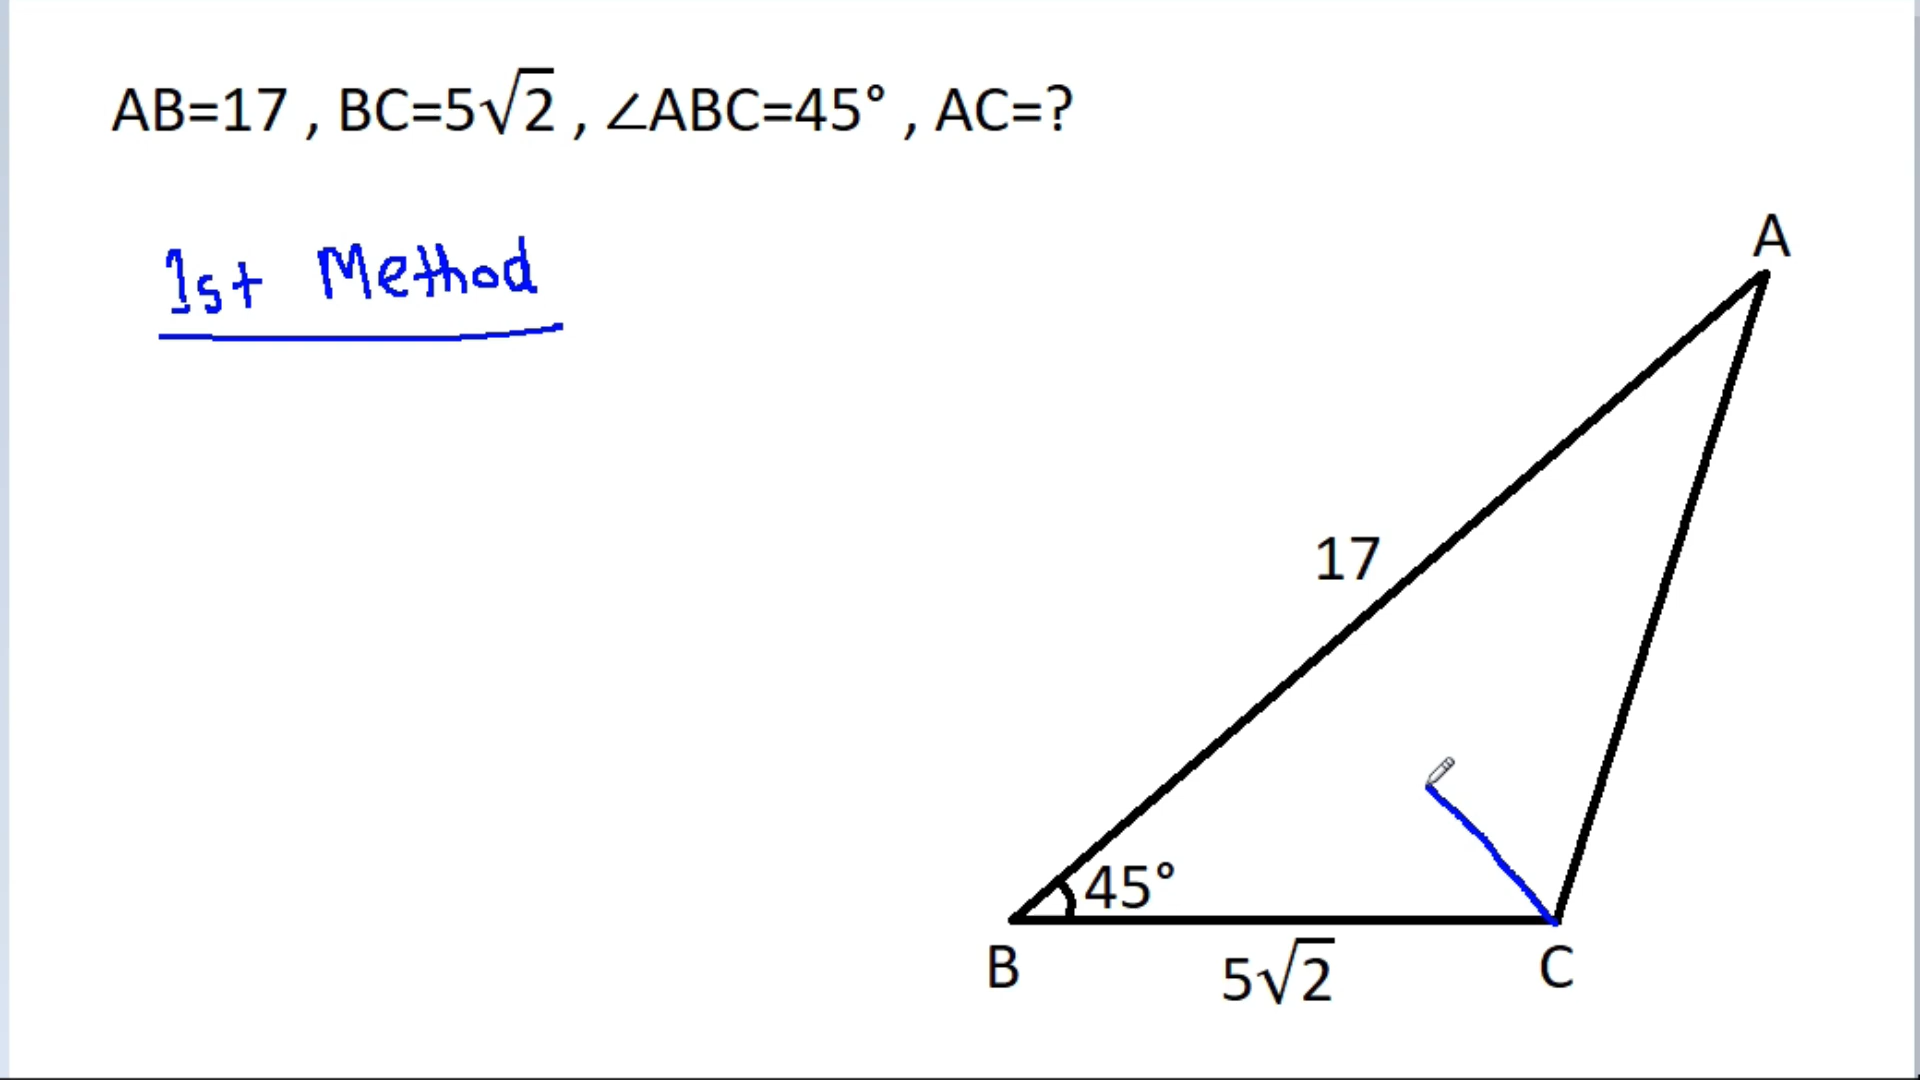 AB=17 , BC=5√2 , ∠ABC=45° , AC=?
1st Method
A
17
45°
B
5√2
C